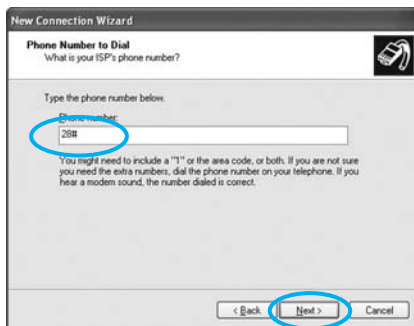 New Connection Wizard
Phone Number to Dial
What is your ISP's phone number?
Type the phone number below.
Phone number:
28#
You might need to include a "1" or the area code, or both. If you are not sure
you need the extra numbers, dial the phone number on your telephone. If you
hear a modem sound, the number dialed is correct.
< Back
Next >
Cancel